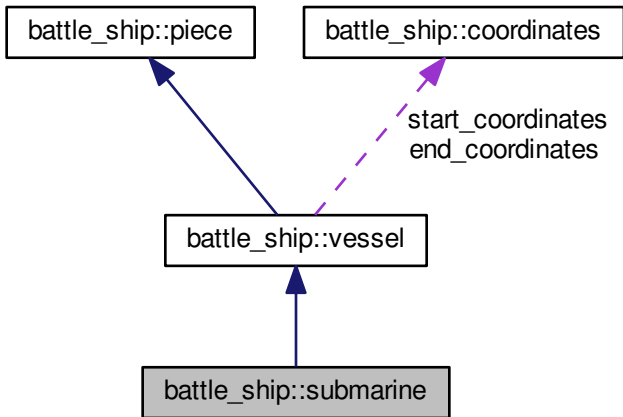 battle_ship::piece
battle_ship::coordinates
start_coordinates
end_coordinates
battle_ship::vessel
battle_ship::submarine